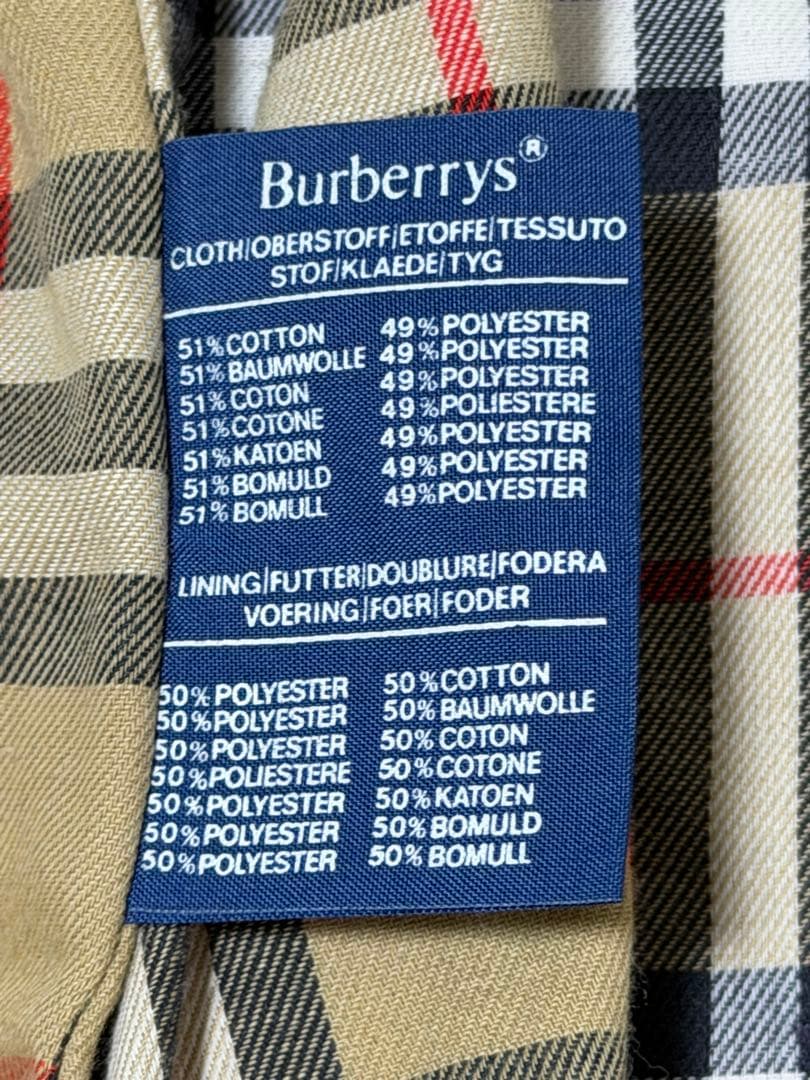 Burberrys®
CLOTH/OBERSTOFF/ETOFFE/TESSUTO
STOF/KLAEDE/TYG
51% COTTON 49% POLYESTER
51% BAUMWOLLE 49% POLYESTER
51% COTON 49% POLYESTER
51% COTONE 49% POLIESTERE
51% KATOEN 49% POLYESTER
51% BOMULD 49% POLYESTER
51% BOMULL 49% POLYESTER
LINING/FUTTER/DOUBLURE/FODERA
VOERING/FOER/FODER
50% POLYESTER 50% COTTON
50% POLYESTER 50% BAUMWOLLE
50% POLYESTER 50% COTON
50% POLIESTERE 50% COTONE
50% POLYESTER 50% KATOEN
50% POLYESTER 50% BOMULD
50% POLYESTER 50% BOMULL